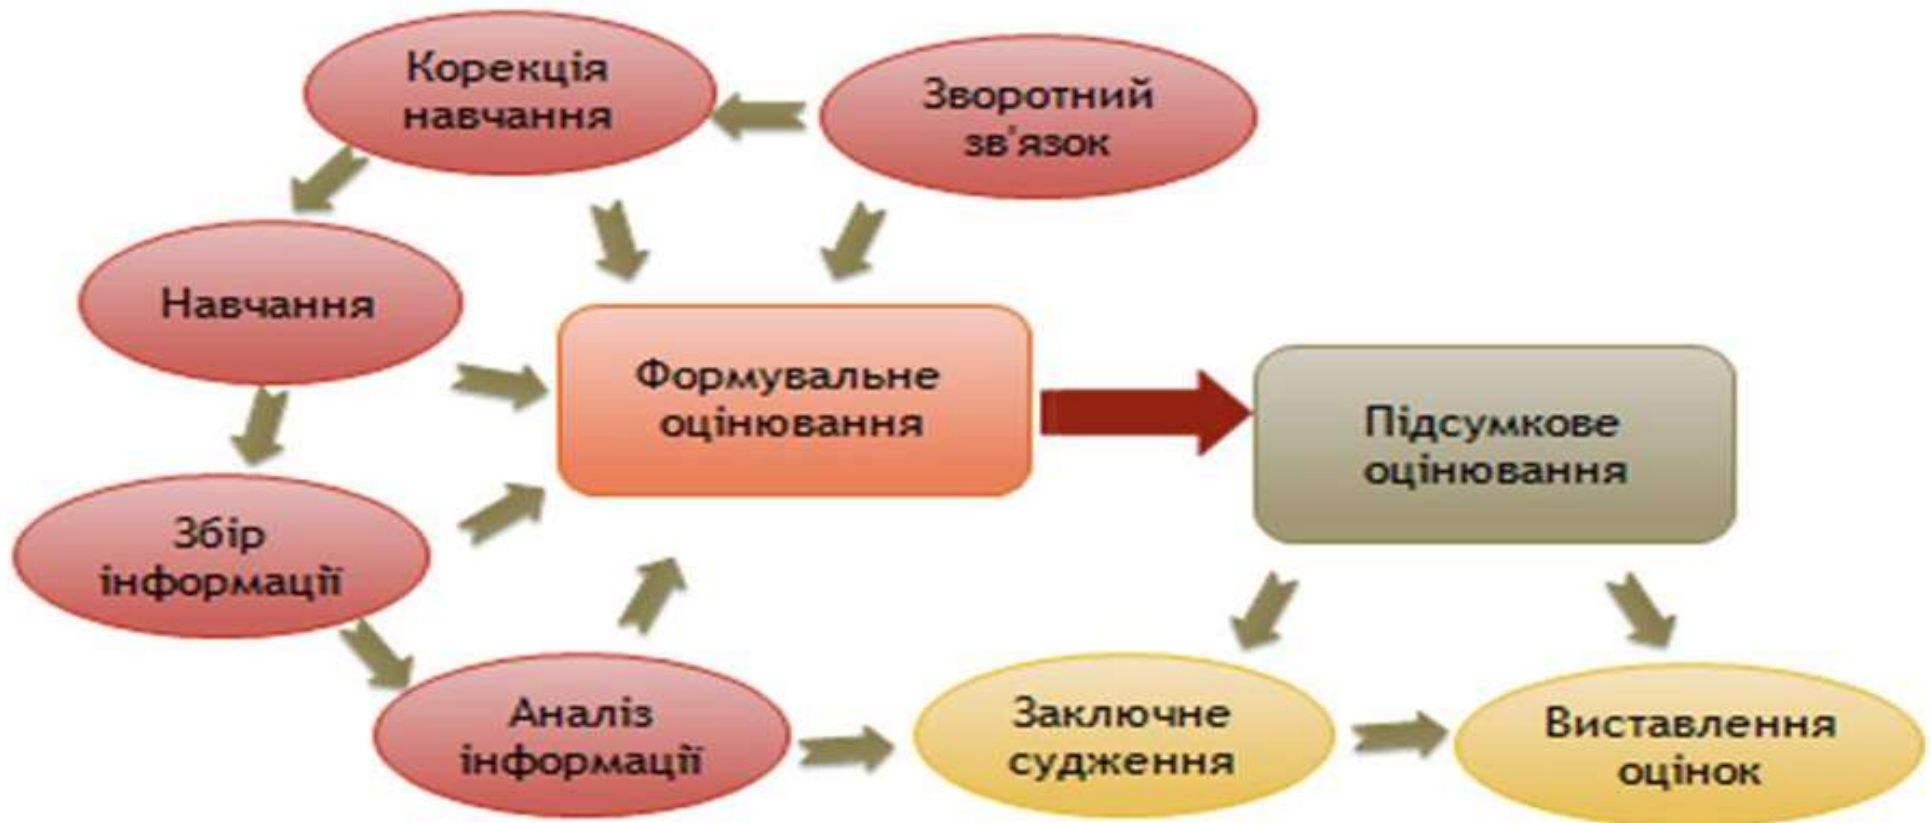 Корекція
навчання
Зворотний
зв'язок
Навчання
Формувальне
оцінювання
Підсумкове
оцінювання
Збір
інформації
Аналіз
інформації
Заключне
судження
Виставлення
оцінок